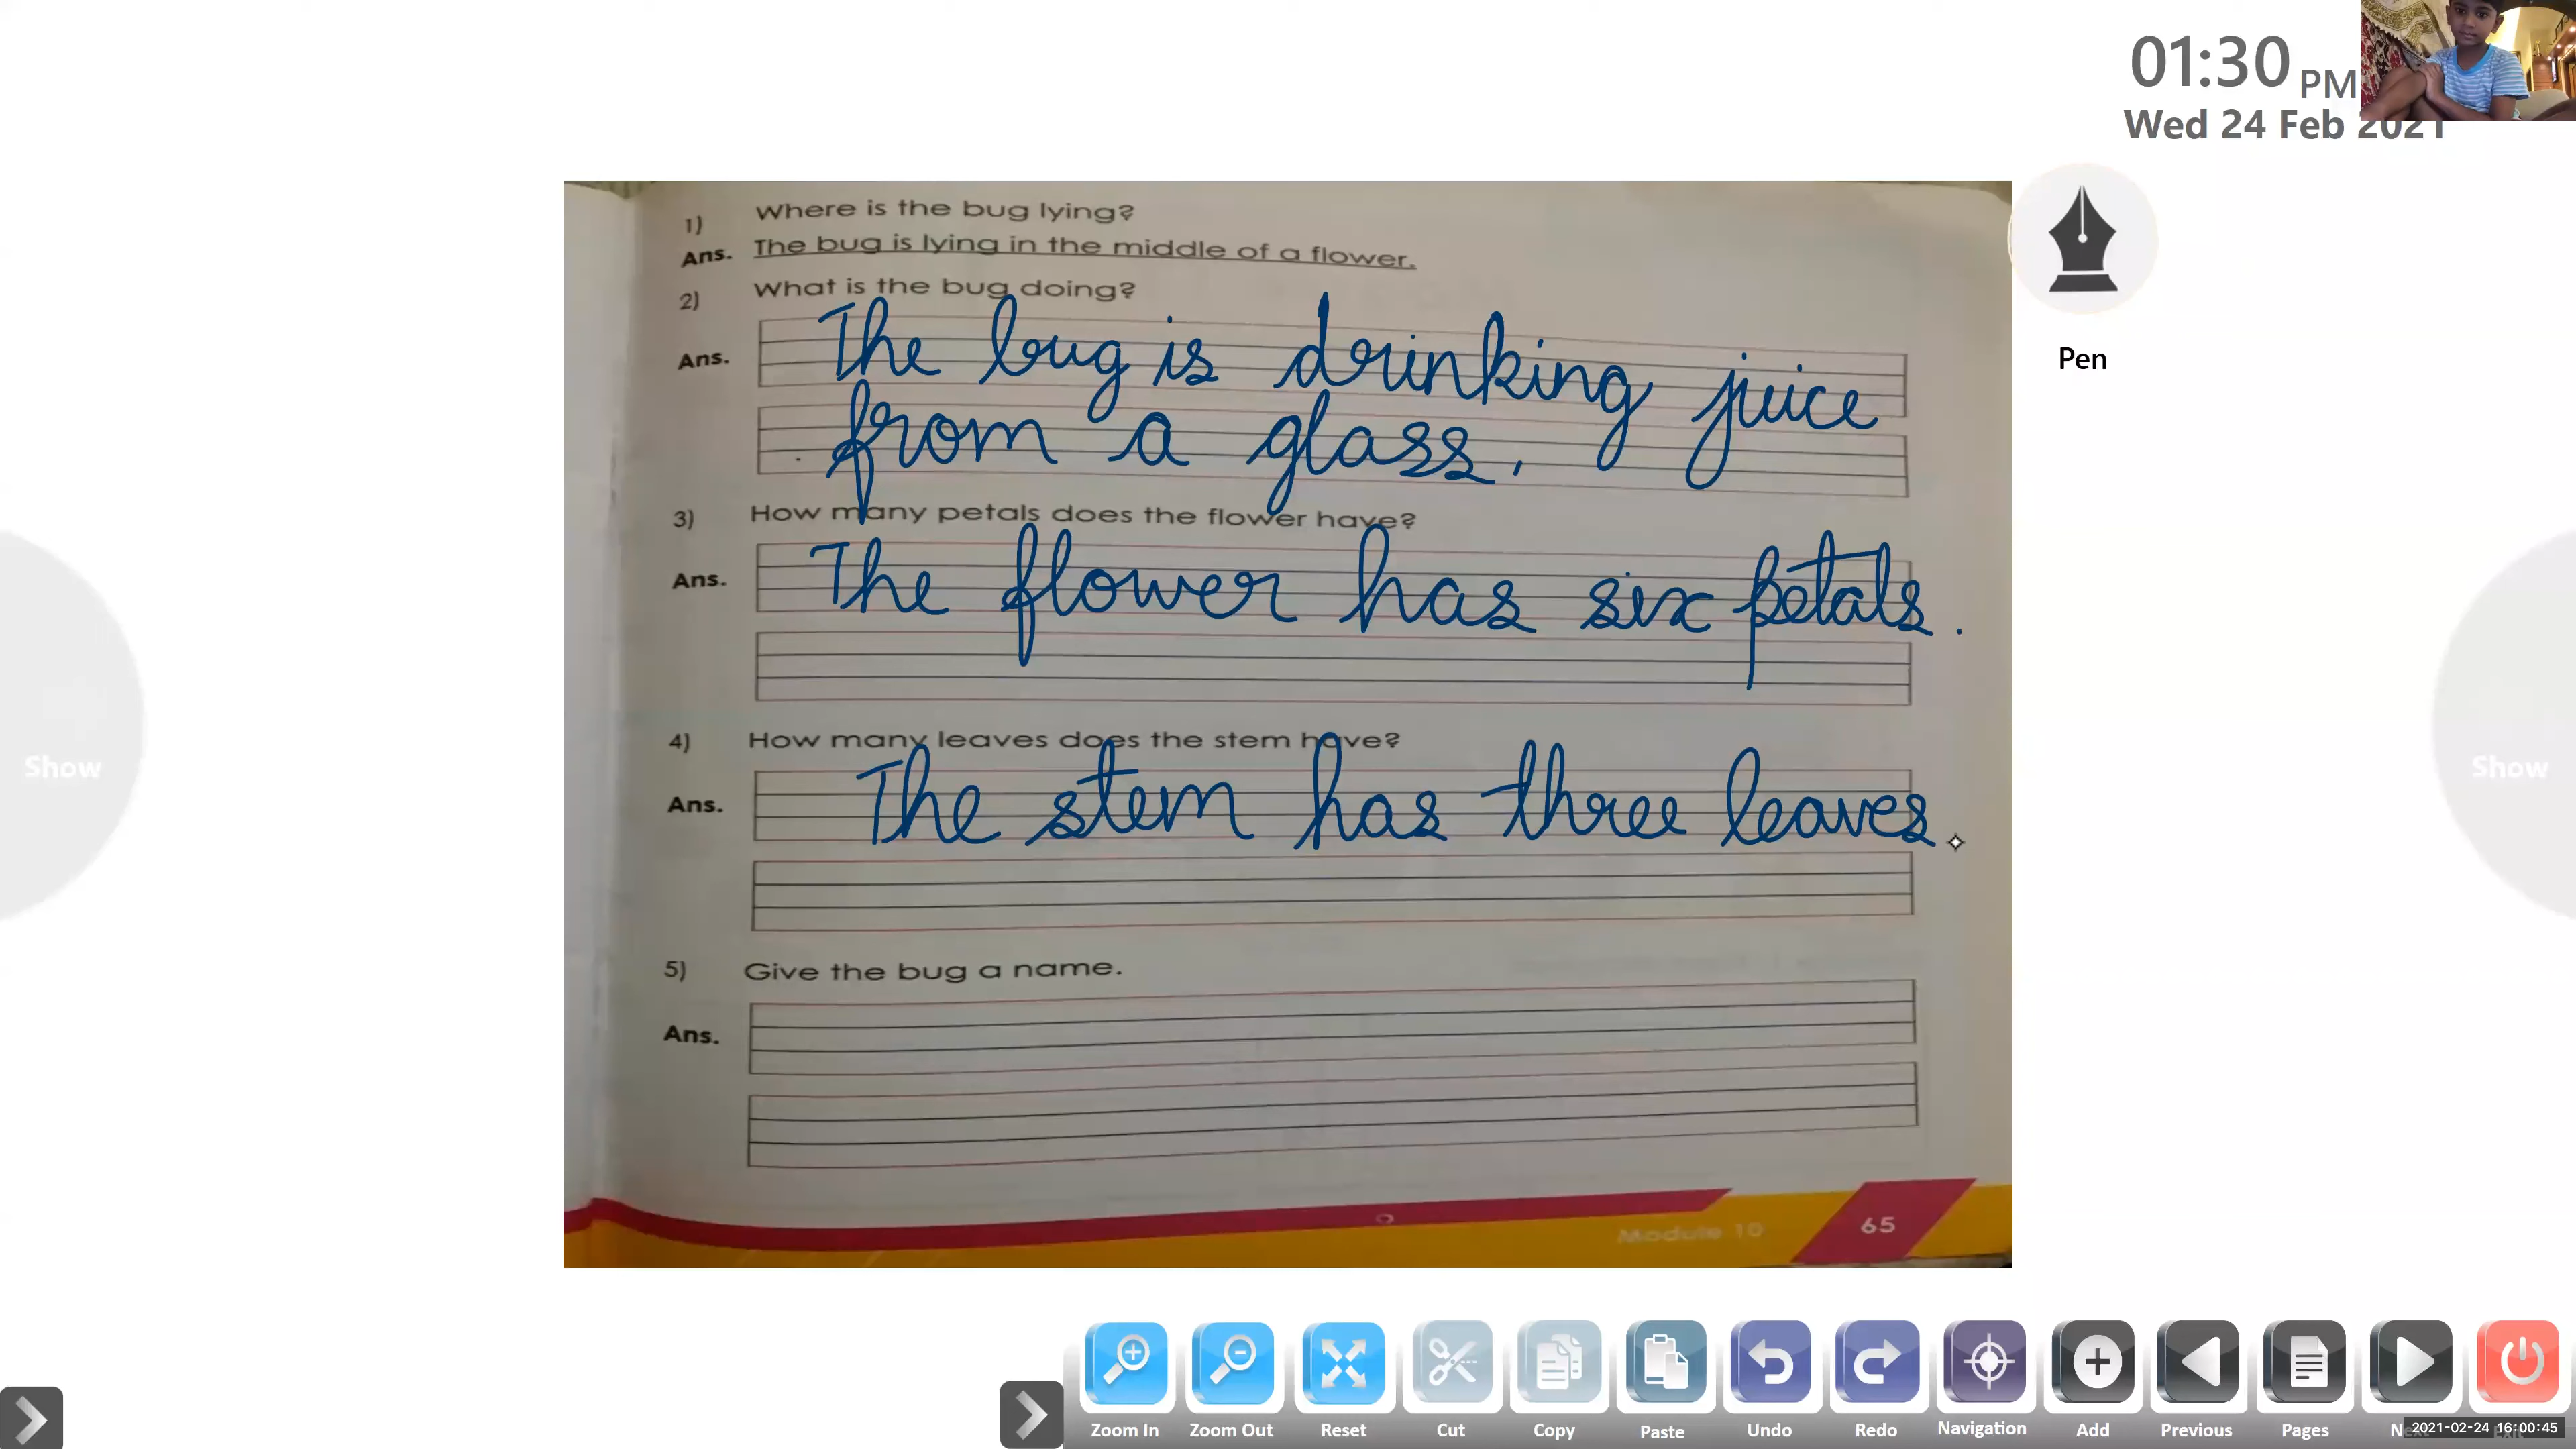 01:30 PM
Wed 24 Feb 2021
Pen
1) Where is the bug lying?
Ans. The bug is lying in the middle of a flower.
2) What is the bug doing?
Ans. The bug is drinking juice
from a glass.
3) How many petals does the flower have?
Ans. The flower has six petals.
4) How many leaves does the stem have?
Ans. The stem has three leaves.
5) Give the bug a name.
Ans.
Module 10 65
Show
Show
Zoom In Zoom Out Reset Cut Copy Paste Undo Redo Navigation Add Previous Pages
2021-02-24 16:00:45